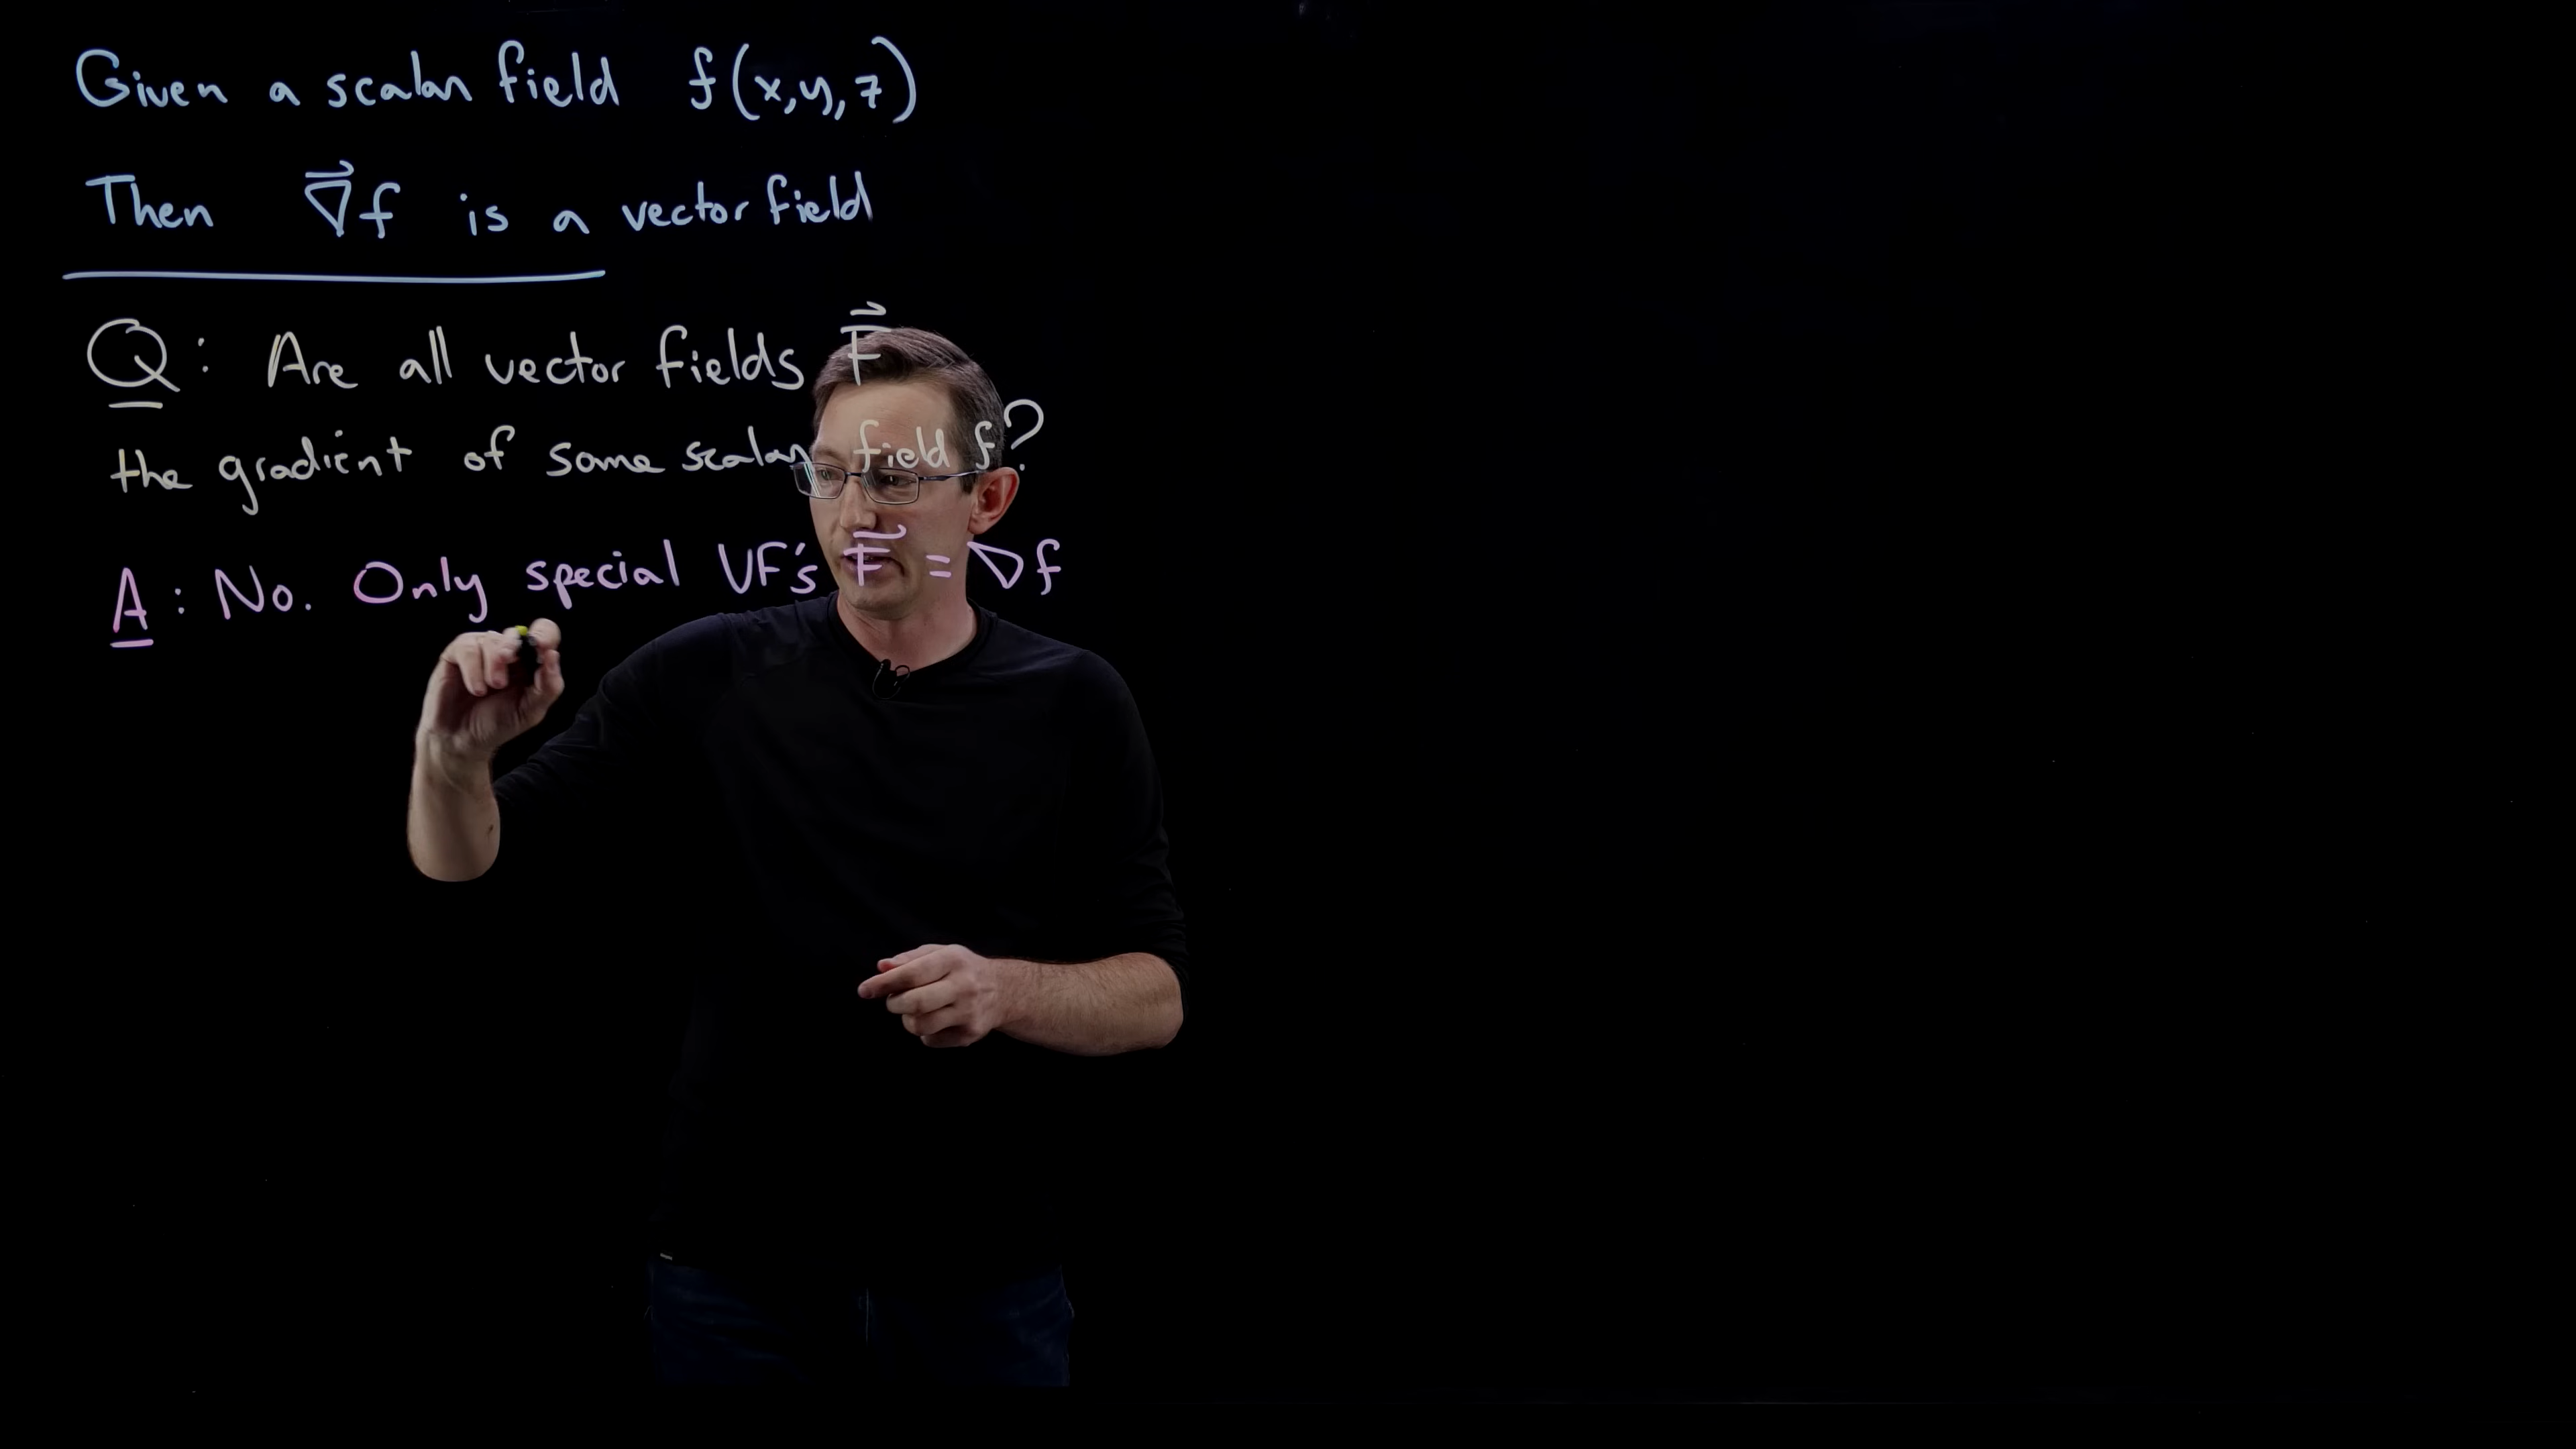 Given a scalar field f(x,y,z)
Then ∇⃗f is a vector field
Q: Are all vector fields F⃗
the gradient of some scalar field f?
A: No. Only special VF's F⃗ = ∇f